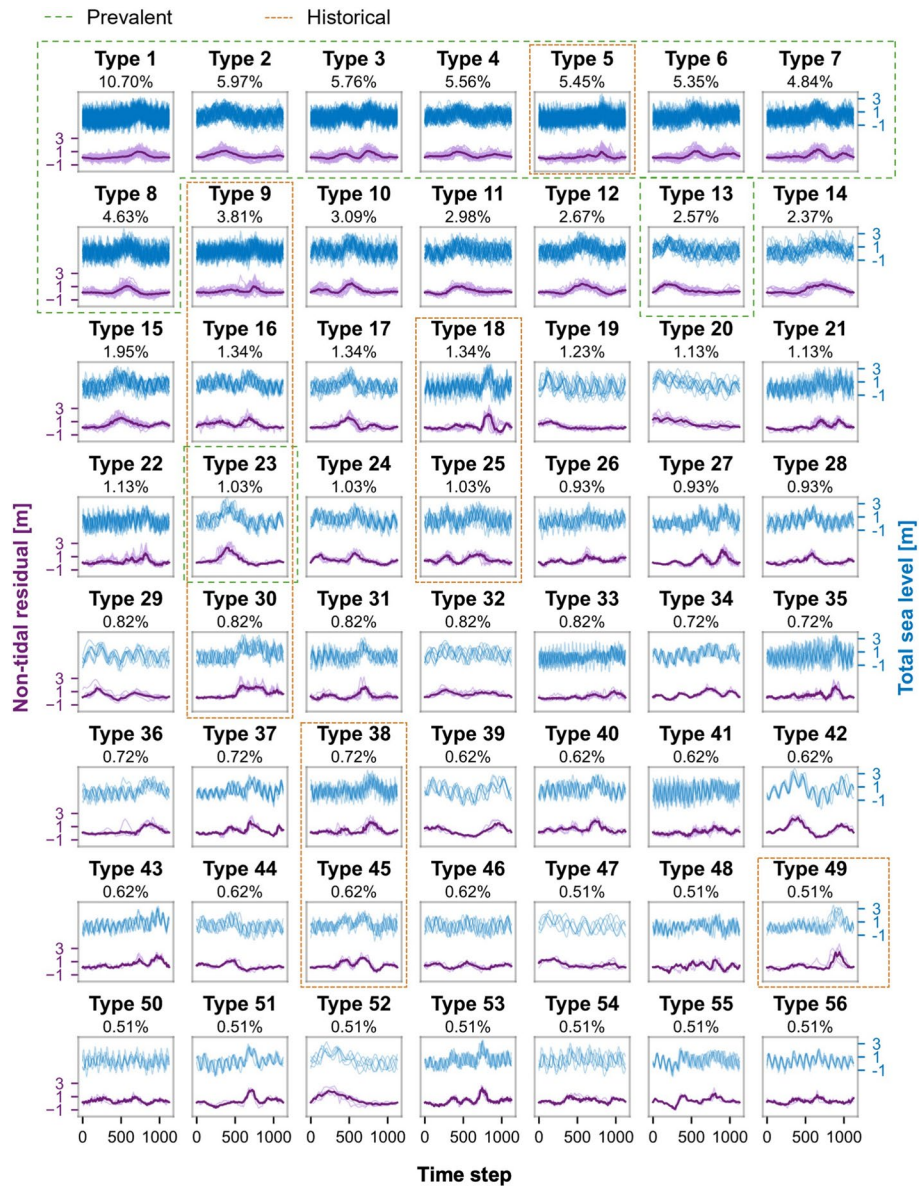 Prevalent Historical
Type 1 Type 2 Type 3 Type 4 Type 5 Type 6 Type 7
10.70% 5.97% 5.76% 5.56% 5.45% 5.35% 4.84%
3 1 -1
3 1 −1
Type 8 Type 9 Type 10 Type 11 Type 12 Type 13 Type 14
4.63% 3.81% 3.09% 2.98% 2.67% 2.57% 2.37%
3 1 -1
3 1 −1
Type 15 Type 16 Type 17 Type 18 Type 19 Type 20 Type 21
1.95% 1.34% 1.34% 1.34% 1.23% 1.13% 1.13%
3 1 -1
3 1 −1
Type 22 Type 23 Type 24 Type 25 Type 26 Type 27 Type 28
1.13% 1.03% 1.03% 1.03% 0.93% 0.93% 0.93%
3 1 -1
3 1 −1
Non-tidal residual [m]
Total sea level [m]
Type 29 Type 30 Type 31 Type 32 Type 33 Type 34 Type 35
0.82% 0.82% 0.82% 0.82% 0.82% 0.72% 0.72%
3 1 -1
3 1 −1
Type 36 Type 37 Type 38 Type 39 Type 40 Type 41 Type 42
0.72% 0.72% 0.72% 0.62% 0.62% 0.62% 0.62%
3 1 -1
3 1 −1
Type 43 Type 44 Type 45 Type 46 Type 47 Type 48 Type 49
0.62% 0.62% 0.62% 0.62% 0.51% 0.51% 0.51%
3 1 -1
3 1 −1
Type 50 Type 51 Type 52 Type 53 Type 54 Type 55 Type 56
0.51% 0.51% 0.51% 0.51% 0.51% 0.51% 0.51%
3 1 -1
3 1 −1
0 500 1000 0 500 1000 0 500 1000 0 500 1000 0 500 1000 0 500 1000 0 500 1000
Time step